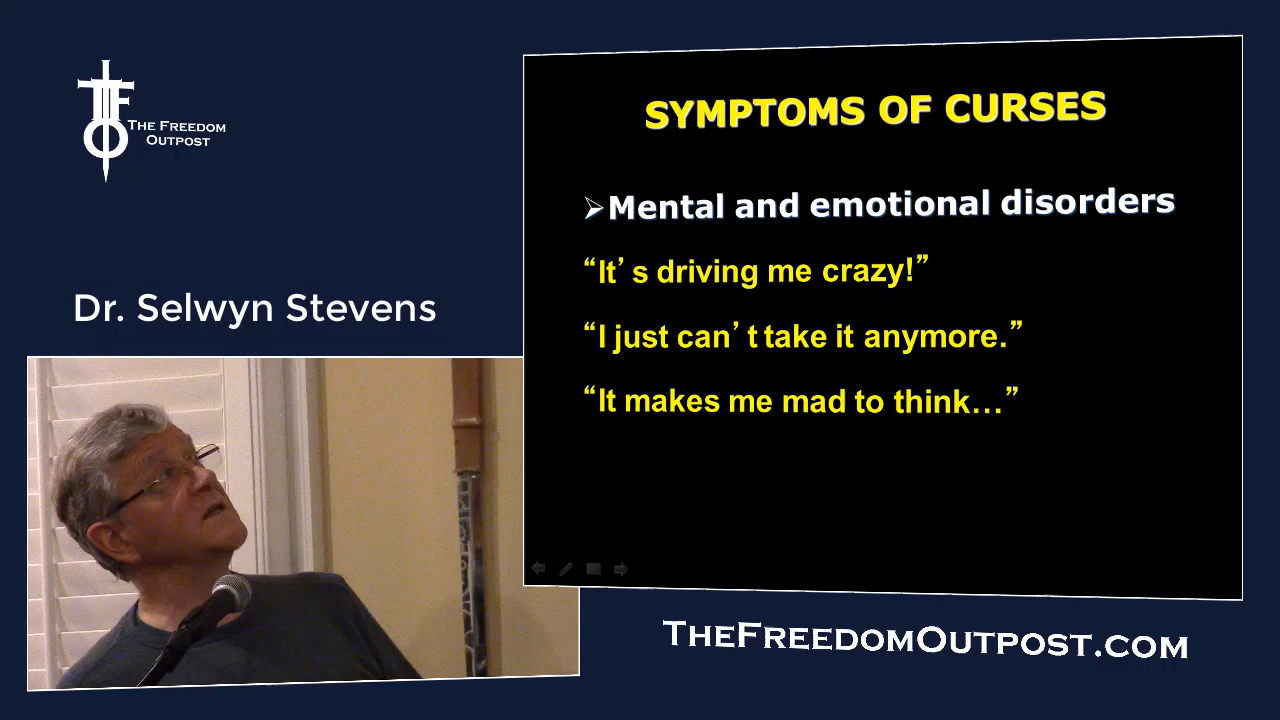 TFO
THE FREEDOM
OUTPOST
Dr. Selwyn Stevens
SYMPTOMS OF CURSES
➢Mental and emotional disorders
“It’s driving me crazy!”
“I just can’t take it anymore.”
“It makes me mad to think…”
THEFREEDOMOUTPOST.COM